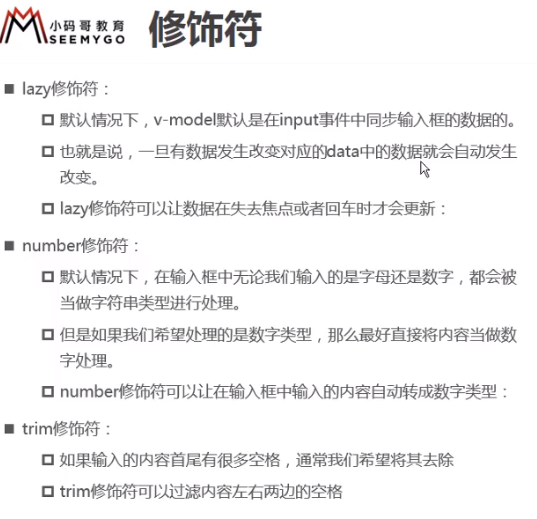 小码哥教育
SEEMYGO
修饰符
lazy修饰符：
默认情况下，v-model默认是在input事件中同步输入框的数据的。
也就是说，一旦有数据发生改变对应的data中的数据就会自动发生
改变。
lazy修饰符可以让数据在失去焦点或者回车时才会更新：
number修饰符：
默认情况下，在输入框中无论我们输入的是字母还是数字，都会被
当做字符串类型进行处理。
但是如果我们希望处理的是数字类型，那么最好直接将内容当做数
字处理。
number修饰符可以让在输入框中输入的内容自动转成数字类型：
trim修饰符：
如果输入的内容首尾有很多空格，通常我们希望将其去除
trim修饰符可以过滤内容左右两边的空格